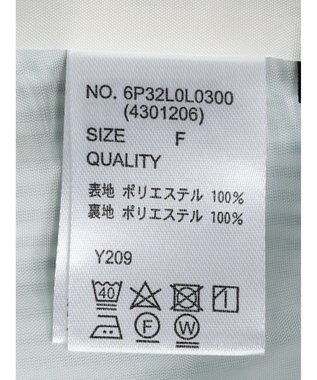 NO. 6P32L0L0300
(4301206)
SIZE F
QUALITY
表地 ポリエステル 100%
裏地 ポリエステル 100%
Y209
40
F W